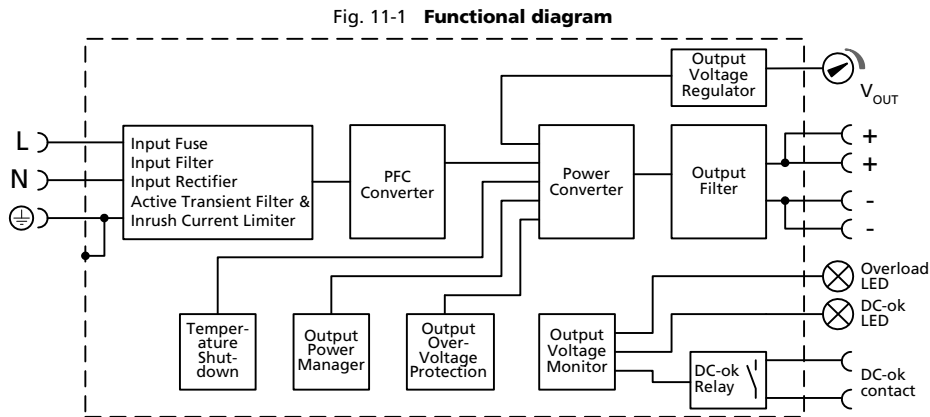 Fig. 11-1 Functional diagram
Output
Voltage
Regulator
V OUT
L
N
Input Fuse
Input Filter
Input Rectifier
Active Transient Filter &
Inrush Current Limiter
PFC
Converter
Power
Converter
Output
Filter
+
+
-
-
Overload
LED
DC-ok
LED
Temper-
ature
Shut-
down
Output
Power
Manager
Output
Over-
Voltage
Protection
Output
Voltage
Monitor
DC-ok
Relay
DC-ok
contact